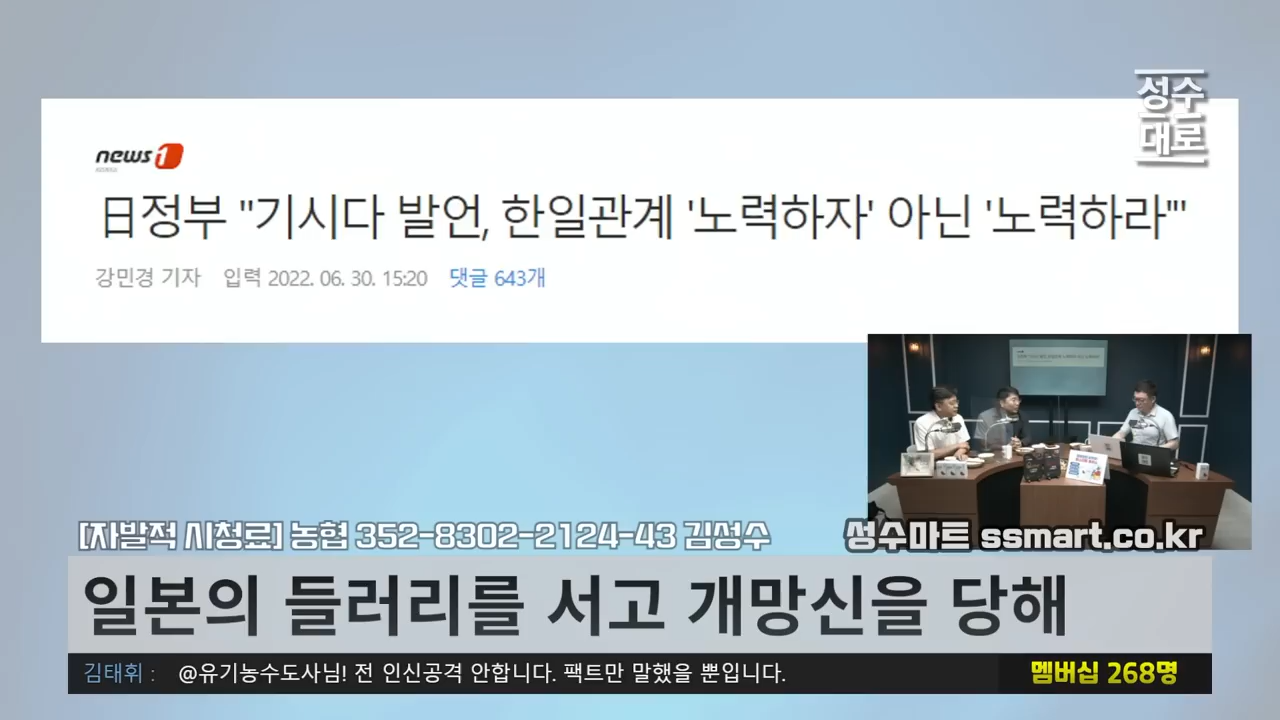 성수
대로
news1
日정부 "기시다 발언, 한일관계 '노력하자' 아닌 '노력하라'"
강민경 기자 입력 2022. 06. 30. 15:20 댓글 643개
[자발적 시청료] 농협 352-8302-2124-43 김성수
성수마트 ssmart.co.kr
일본의 들러리를 서고 개망신을 당해
김태휘 : @유기농수도사님! 전 인신공격 안합니다. 팩트만 말했을 뿐입니다.
멤버십 268명